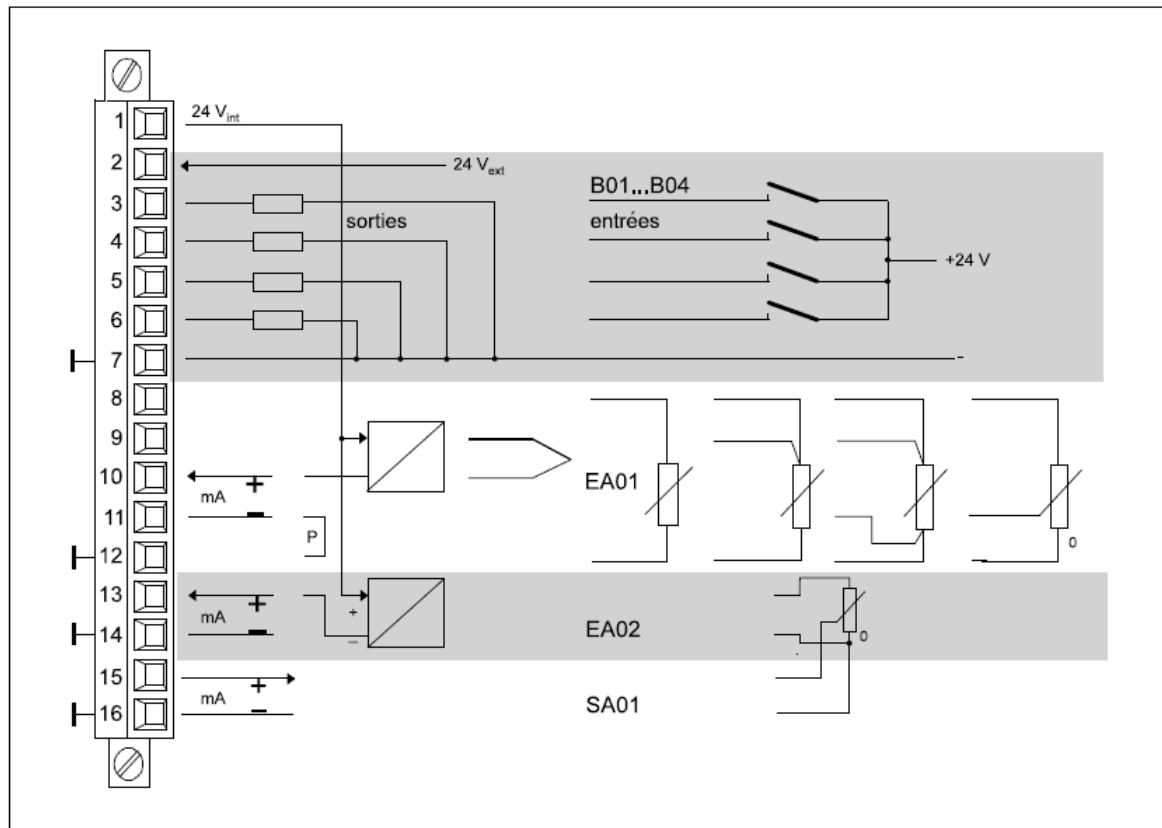 1 24 Vint
2 24 Vext
3 B01...B04
sorties entrées
4
5 +24 V
6
7 -
8
9
10 + EA01
mA
11 - P
12 0
13 + +
mA
14 - – EA02 0
15 +
mA SA01
16 –